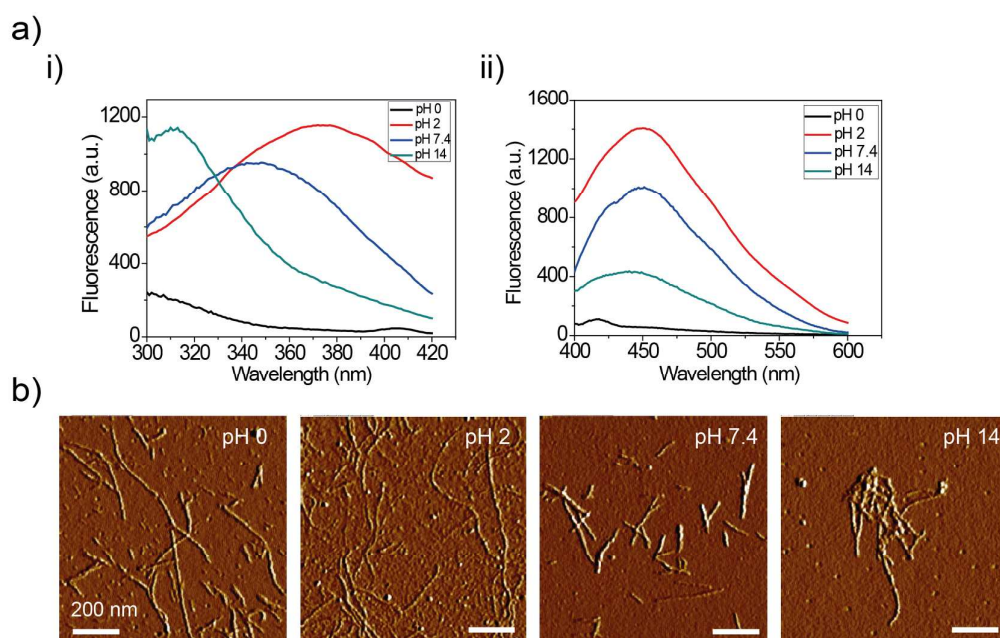 a)
i)
ii)
1200
800
400
0
300 320 340 360 380 400 420
Fluorescence (a.u.)
Wavelength (nm)
pH 0
pH 2
pH 7.4
pH 14
1600
1200
800
400
0
400 450 500 550 600
Fluorescence (a.u.)
Wavelength (nm)
pH 0
pH 2
pH 7.4
pH 14
b)
pH 0
200 nm
pH 2
pH 7.4
pH 14